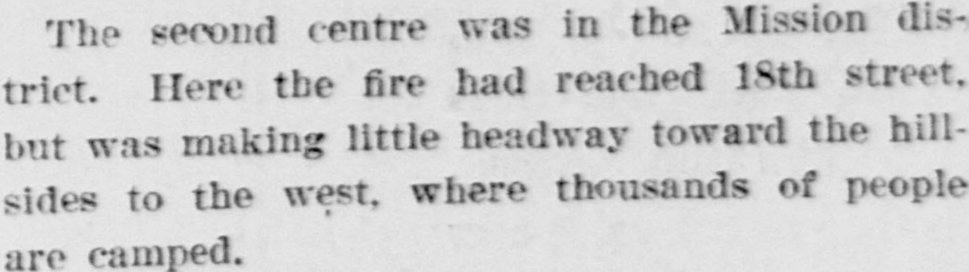 The second centre was in the Mission dis-
trict. Here the fire had reached 18th street,
but was making little headway toward the hill-
sides to the west, where thousands of people
are camped.